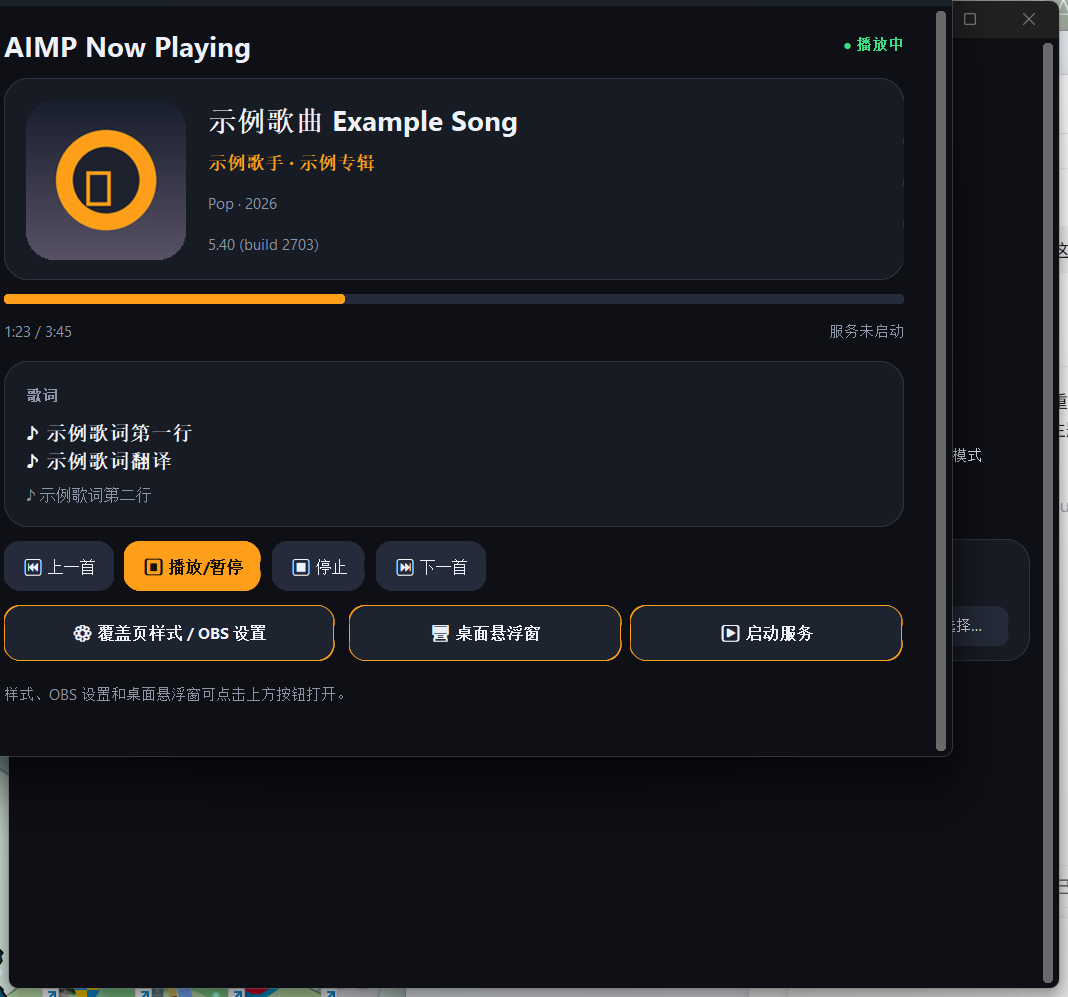 AIMP Now Playing
● 播放中
示例歌曲 Example Song
示例歌手 · 示例专辑
Pop · 2026
5.40 (build 2703)
1:23 / 3:45
服务未启动
歌词
♪ 示例歌词第一行
♪ 示例歌词翻译
♪ 示例歌词第二行
模式
⏮ 上一首
播放/暂停
⏹ 停止
⏭ 下一首
择...
覆盖页样式 / OBS 设置
桌面悬浮窗
启动服务
样式、OBS 设置和桌面悬浮窗可点击上方按钮打开。